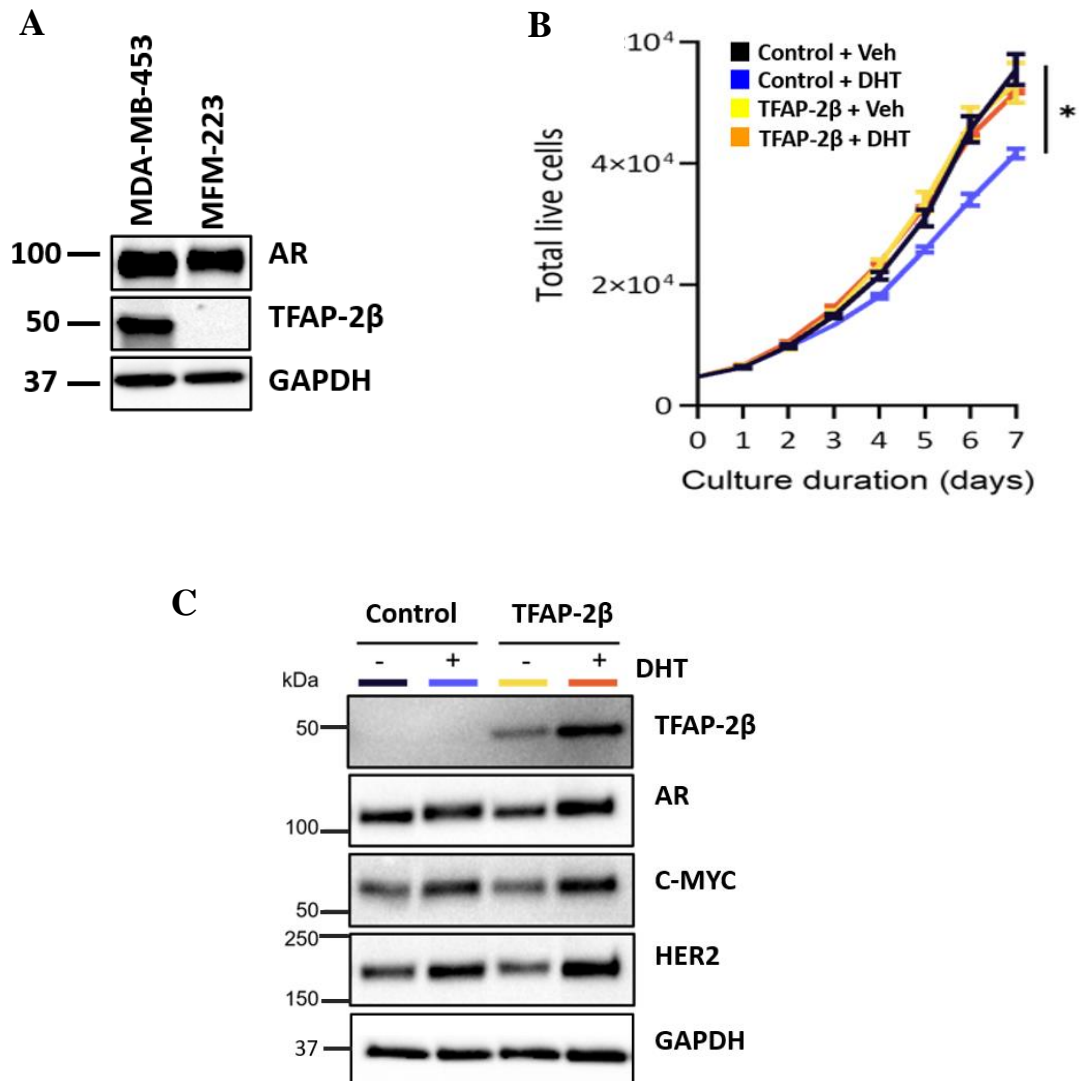 A
MDA-MB-453
MFM-223
100
AR
50
TFAP-2β
37
GAPDH
B
Total live cells
Control + Veh
Control + DHT
TFAP-2β + Veh
TFAP-2β + DHT
*
4×10⁴
2×10⁴
0
0 1 2 3 4 5 6 7
Culture duration (days)
C
Control TFAP-2β
- + - + DHT
kDa
50
TFAP-2β
AR
100
C-MYC
50
250
HER2
150
37
GAPDH